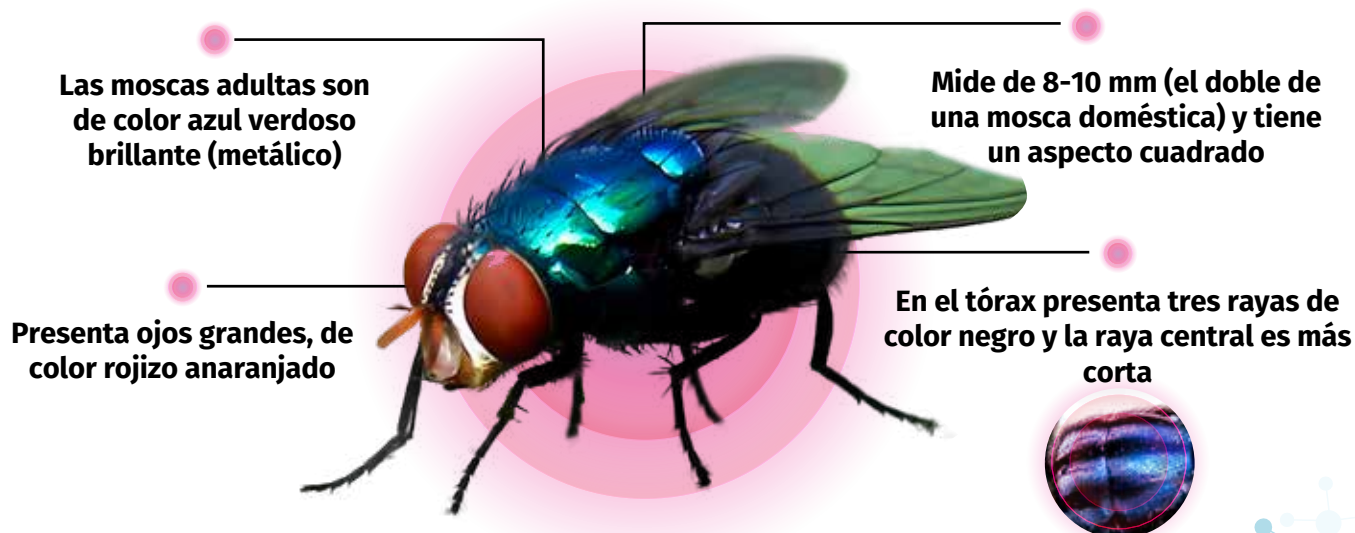 Las moscas adultas son
de color azul verdoso
brillante (metálico)
Mide de 8-10 mm (el doble de
una mosca doméstica) y tiene
un aspecto cuadrado
Presenta ojos grandes, de
color rojizo anaranjado
En el tórax presenta tres rayas de
color negro y la raya central es más
corta